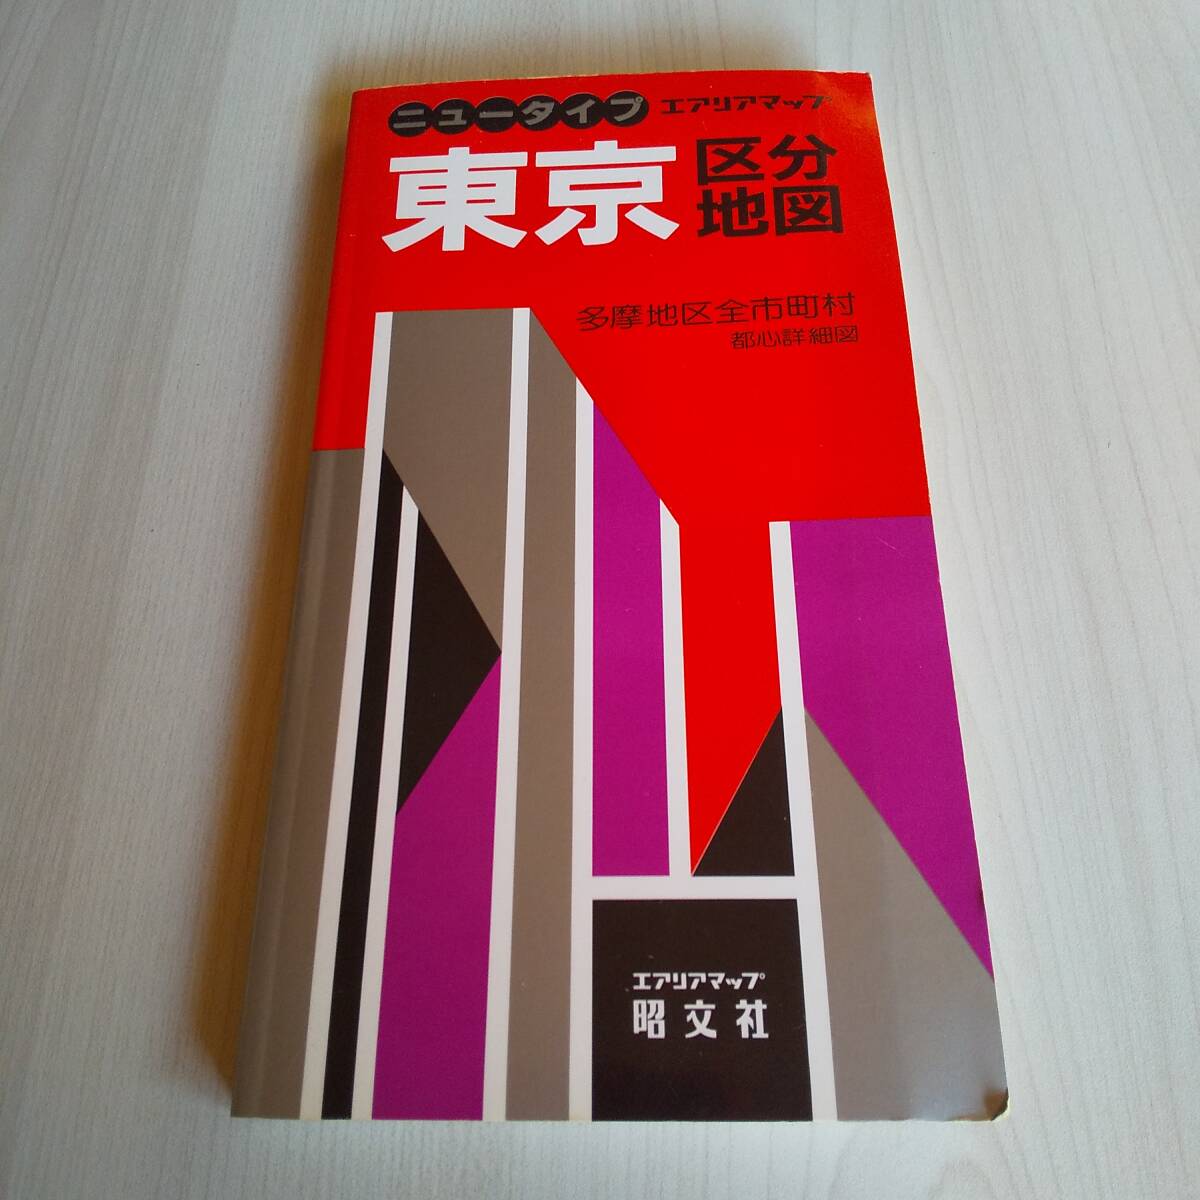 ニュータイプ エアリアマップ
東京 区分
地図
多摩地区全市町村
都心詳細図
エアリアマップ
昭文社